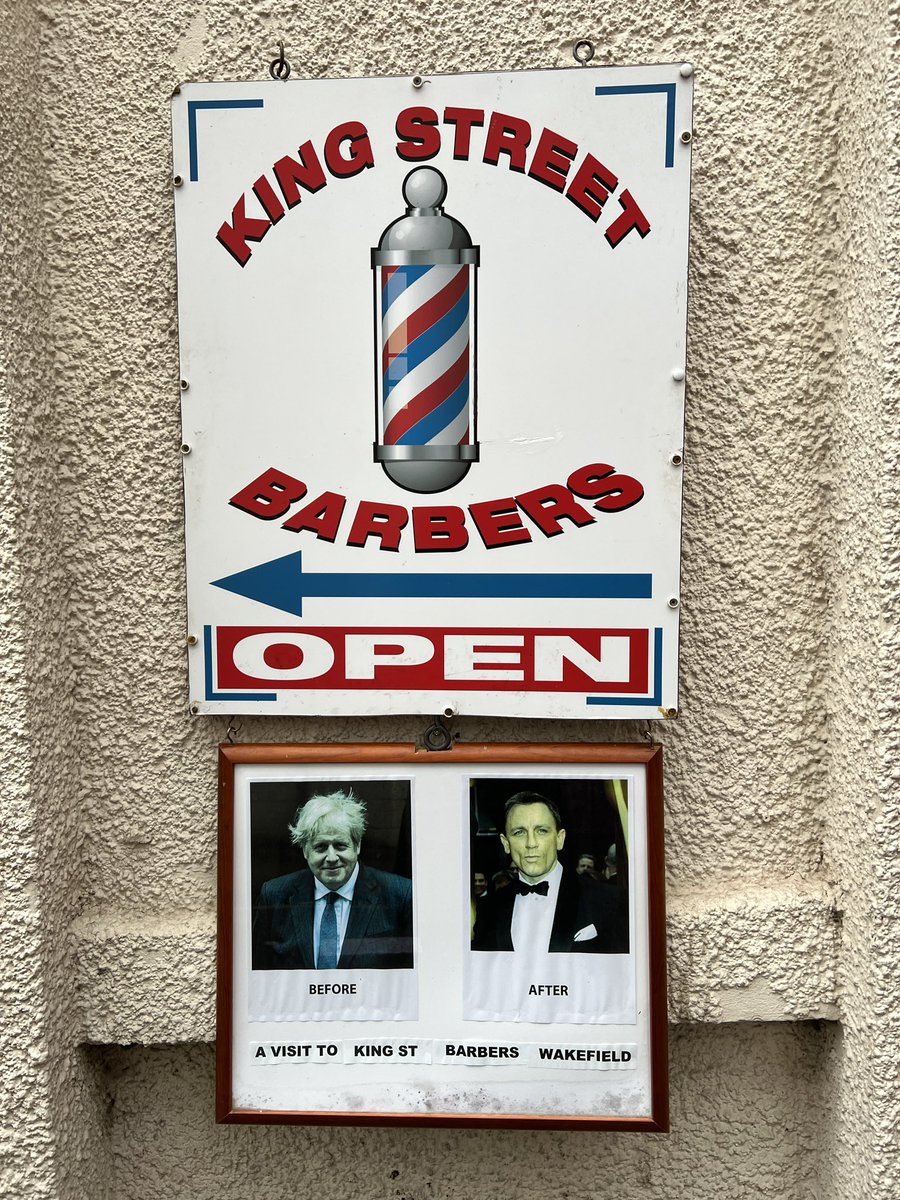 KING STREET
BARBERS
OPEN
BEFORE
AFTER
A VISIT TO KING ST BARBERS WAKEFIELD